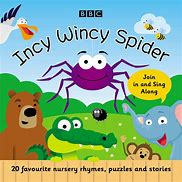 BBC
Incy Wincy Spider
Join
in and Sing
Along
20 favourite nursery rhymes, puzzles and stories